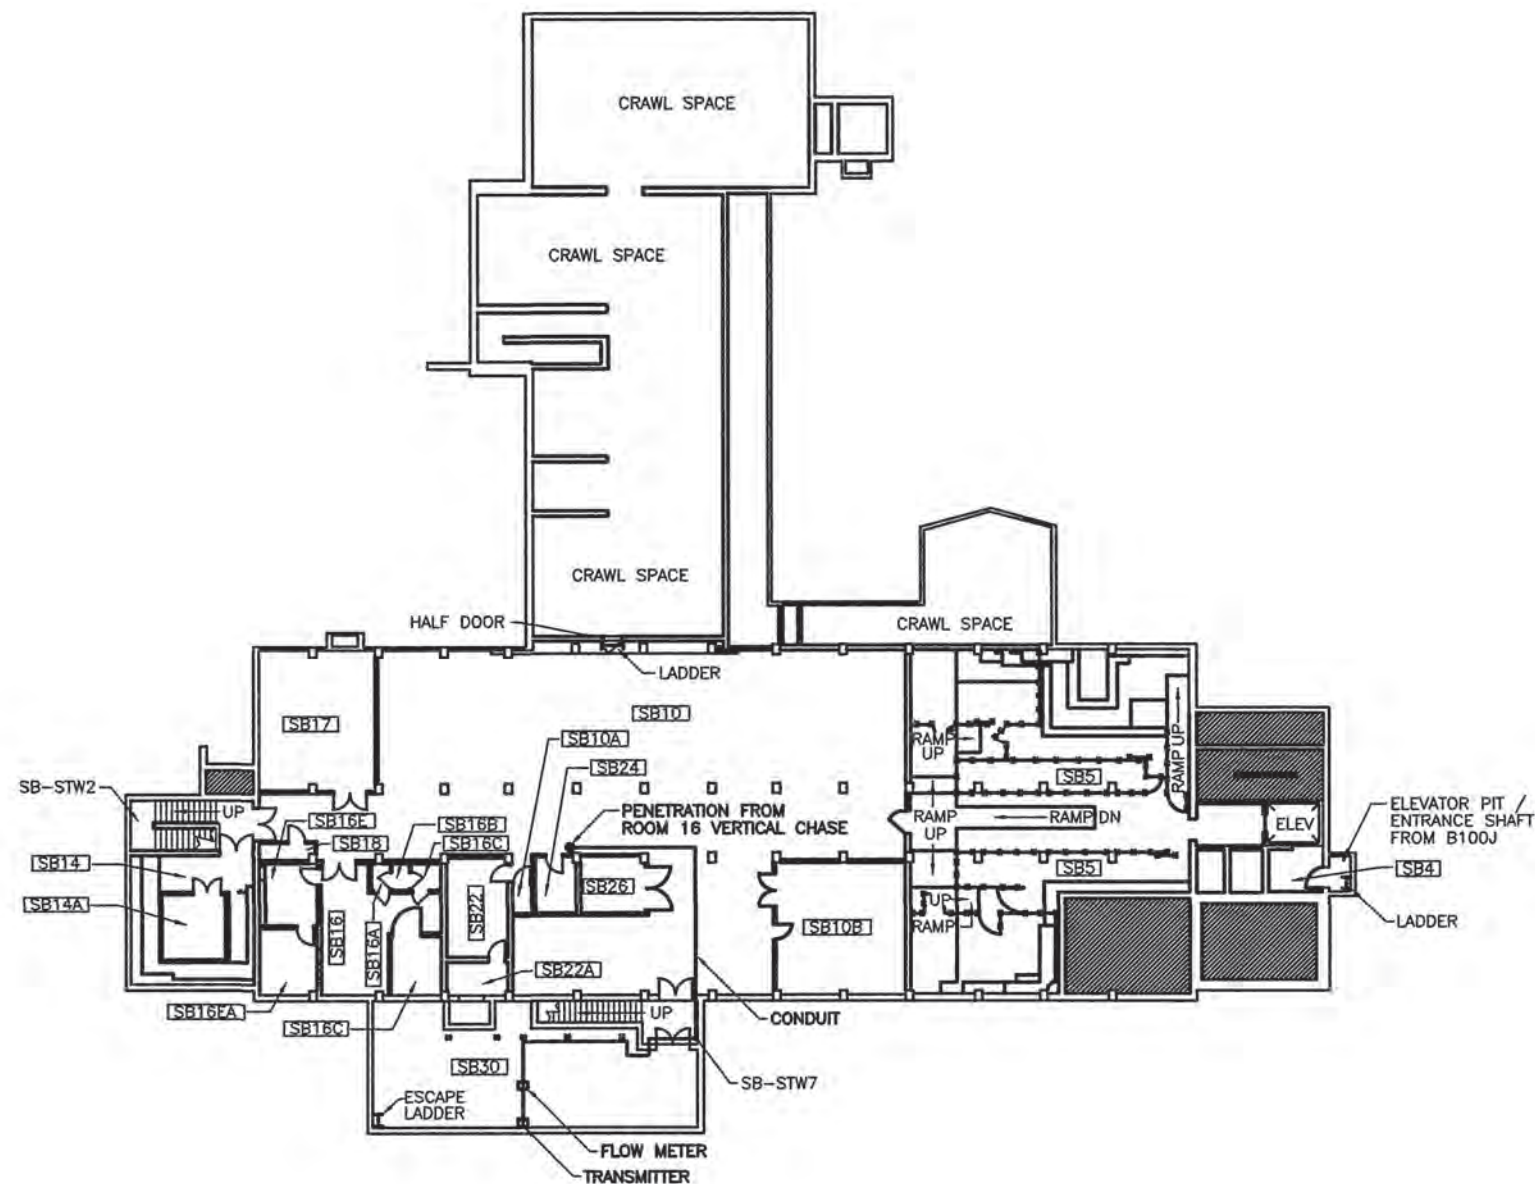 CRAWL SPACE
CRAWL SPACE
CRAWL SPACE
HALF DOOR
CRAWL SPACE
LADDER
SB17
SB10
SB10A
SB24
RAMP
UP
RAMP UP
SB5
SB-STW2
UP
SB16E
SB16B
SB16C
SB18
PENETRATION FROM
ROOM 16 VERTICAL CHASE
RAMP
UP
RAMP DN
ELEV
ELEVATOR PIT /
ENTRANCE SHAFT
FROM B100J
SB14
SB14A
SB16
SB16A
SB22
SB26
SB10B
SB5
SB4
UP
RAMP
LADDER
SB22A
SB16EA
SB16C
UP
CONDUIT
SB30
SB-STW7
ESCAPE
LADDER
FLOW METER
TRANSMITTER